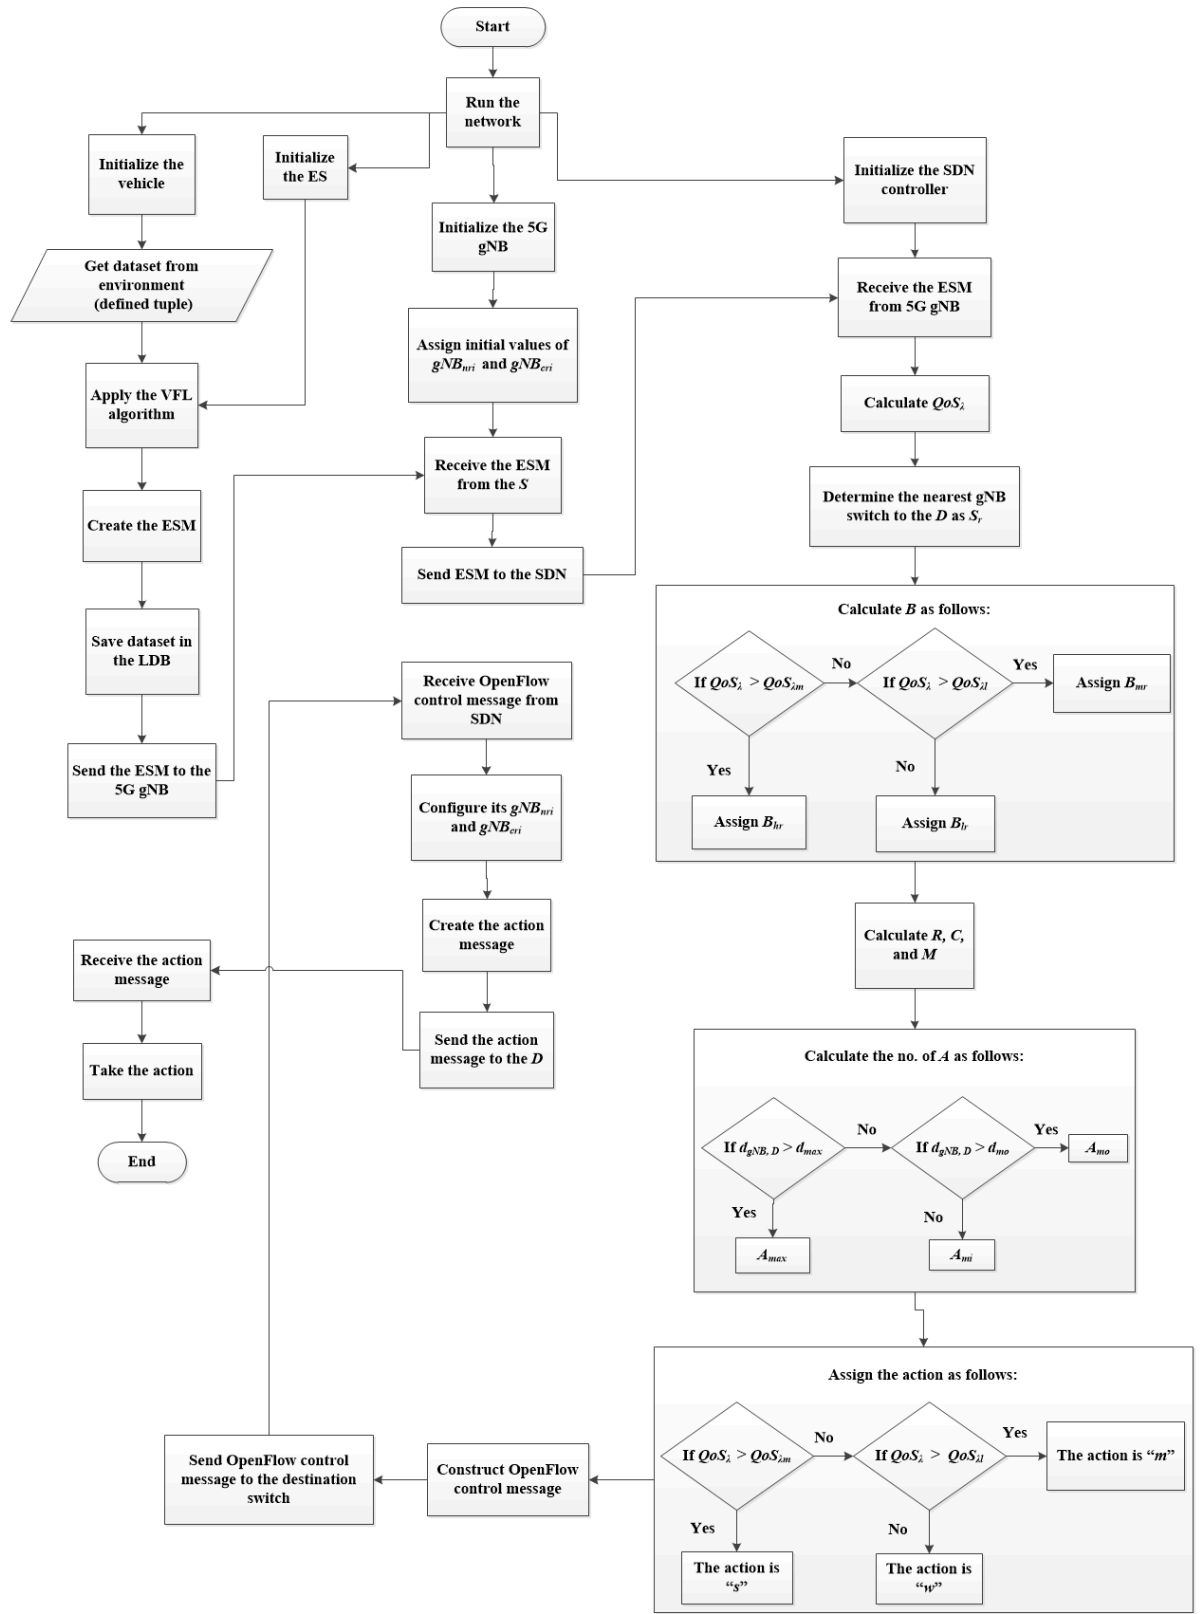 Start
Run the
network
Initialize the
vehicle
Initialize
the ES
Initialize the 5G
gNB
Initialize the SDN
controller
Get dataset from
environment
(defined tuple)
Receive the ESM
from 5G gNB
Assign initial values of
gNBnri and gNBcri
Apply the VFL
algorithm
Calculate QoSλ
Receive the ESM
from the S
Determine the nearest gNB
switch to the D as Sr
Create the ESM
Send ESM to the SDN
Calculate B as follows:
Save dataset in
the LDB
No
Yes
If QoSλ > QoSλm
If QoSλ > QoSλl
Assign Bmr
Receive OpenFlow
control message from
SDN
Send the ESM to the
5G gNB
Yes
No
Assign Bhr
Assign Blr
Configure its gNBnri
and gNBcri
Create the action
message
Calculate R, C,
and M
Receive the action
message
Send the action
message to the D
Take the action
Calculate the no. of A as follows:
No
Yes
If dgNB, D > dmax
If dgNB, D > dmo
Amo
End
Yes
No
Amax
Ami
Assign the action as follows:
No
Yes
If QoSλ > QoSλm
If QoSλ > QoSλl
The action is “m”
Send OpenFlow control
message to the destination
switch
Construct OpenFlow
control message
Yes
No
The action is
“s”
The action is
“w”